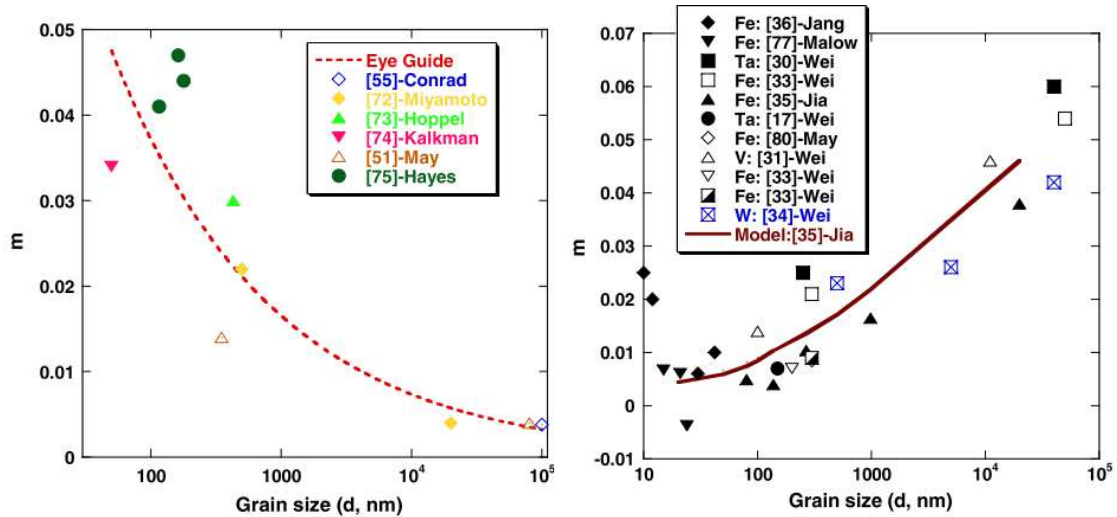 0.05
0.04
0.03
0.02
0.01
0
m
Eye Guide
[55]-Conrad
[72]-Miyamoto
[73]-Hoppel
[74]-Kalkman
[51]-May
[75]-Hayes
100 1000 10⁴ 10⁵
Grain size (d, nm)
0.07
0.06
0.05
0.04
0.03
0.02
0.01
0
-0.01
m
Fe: [36]-Jang
Fe: [77]-Malow
Ta: [30]-Wei
Fe: [33]-Wei
Fe: [35]-Jia
Ta: [17]-Wei
Fe: [80]-May
V: [31]-Wei
Fe: [33]-Wei
Fe: [33]-Wei
W: [34]-Wei
Model:[35]-Jia
10 100 1000 10⁴ 10⁵
Grain size (d, nm)